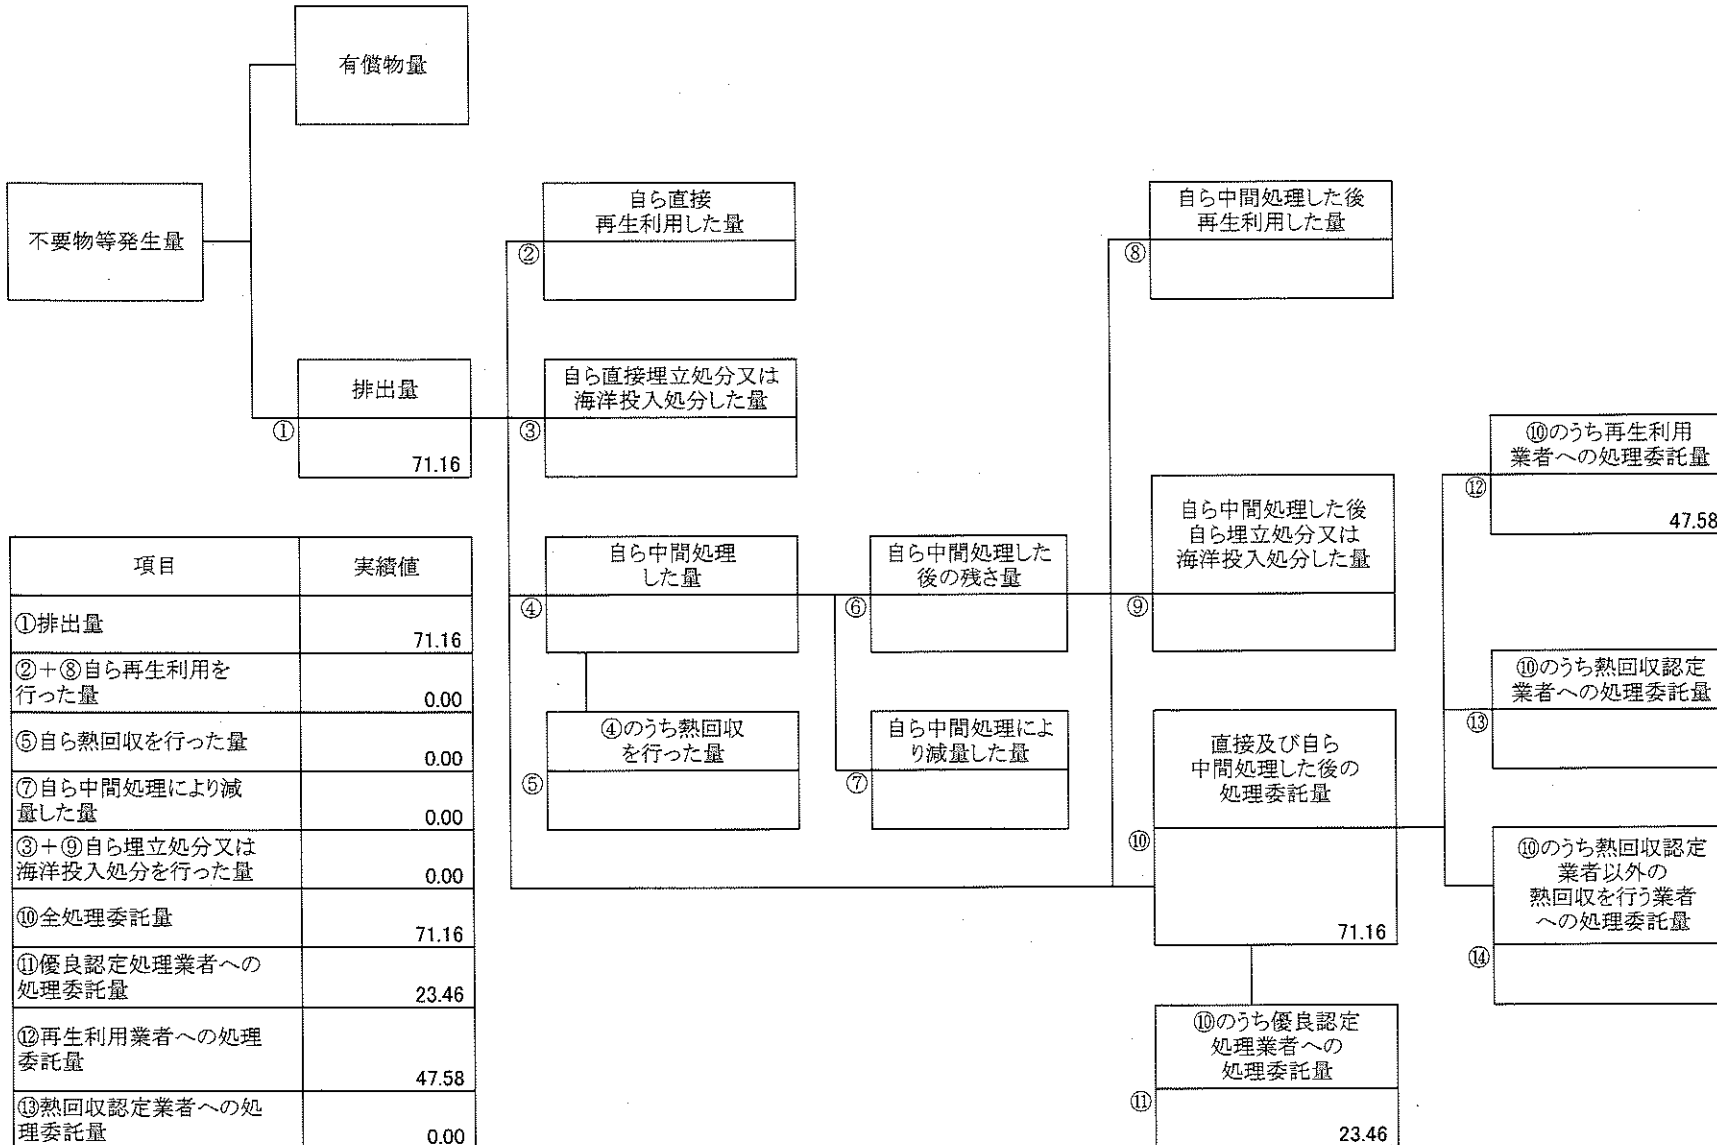 有償物量
不要物等発生量
自ら直接
再生利用した量
②
自ら中間処理した後
再生利用した量
⑧
排出量
①
71.16
自ら直接埋立処分又は
海洋投入処分した量
③
⑩のうち再生利用
業者への処理委託量
⑫
47.58
自ら中間処理
した量
④
自ら中間処理した
後の残さ量
⑥
自ら中間処理した後
自ら埋立処分又は
海洋投入処分した量
⑨
⑩のうち熱回収認定
業者への処理委託量
⑬
④のうち熱回収
を行った量
⑤
自ら中間処理によ
り減量した量
⑦
直接及び自ら
中間処理した後の
処理委託量
⑩
71.16
⑩のうち熱回収認定
業者以外の
熱回収を行う業者
への処理委託量
⑭
⑩のうち優良認定
処理業者への
処理委託量
⑪
23.46
項目 実績値
①排出量
71.16
②+⑧自ら再生利用を
行った量
0.00
⑤自ら熱回収を行った量
0.00
⑦自ら中間処理により減
量した量
0.00
③+⑨自ら埋立処分又は
海洋投入処分を行った量
0.00
⑩全処理委託量
71.16
⑪優良認定処理業者への
処理委託量
23.46
⑫再生利用業者への処理
委託量
47.58
⑬熱回収認定業者への処
理委託量
0.00